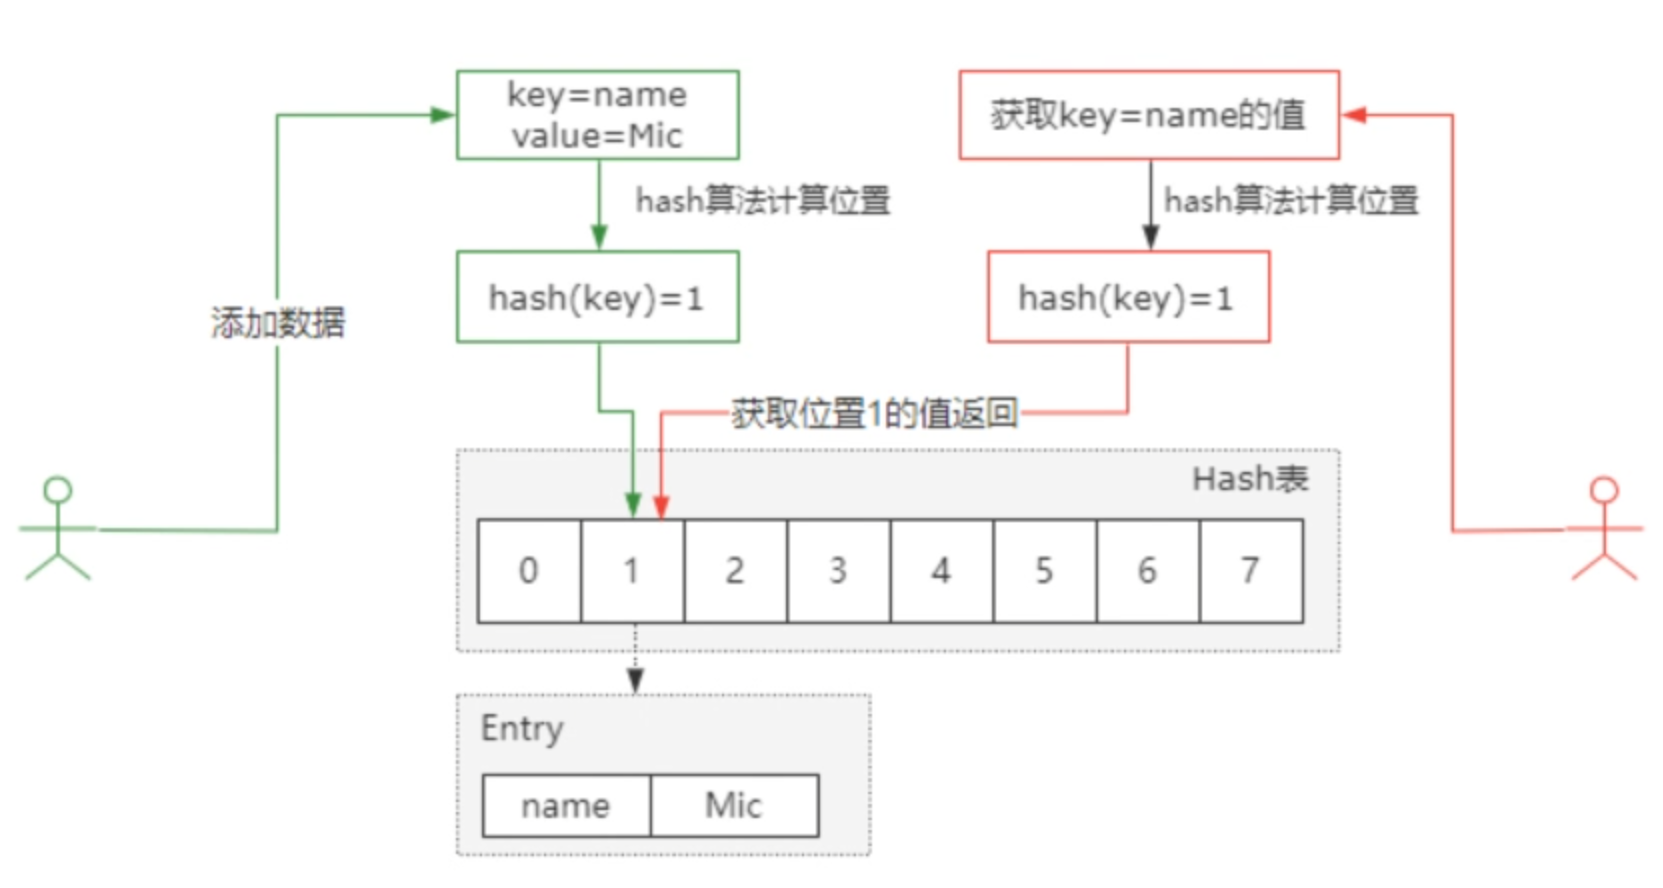 key=name
value=Mic
获取key=name的值
hash算法计算位置
hash算法计算位置
hash(key)=1
hash(key)=1
添加数据
获取位置1的值返回
Hash表
0 1 2 3 4 5 6 7
Entry
name Mic